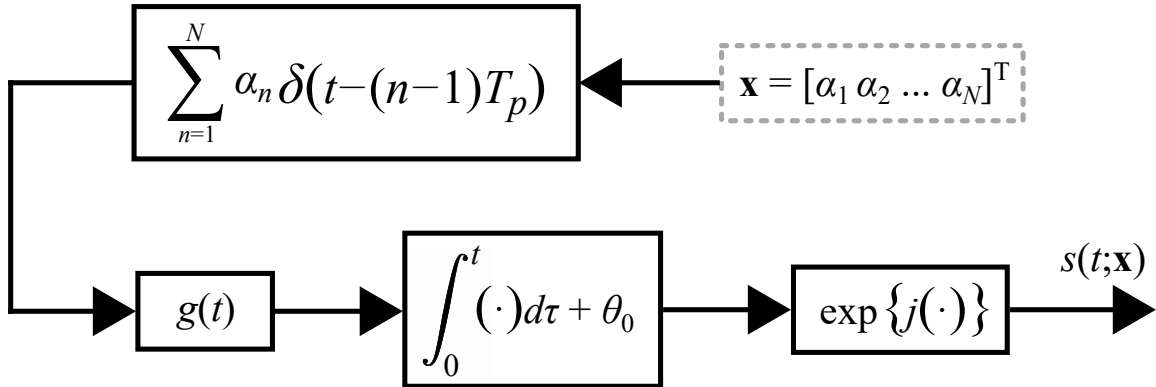 ∑_{n=1}^{N} α_n δ(t−(n−1)T_p)
𝐱 = [α_1 α_2 ... α_N]^T
g(t)
∫_0^t (·)dτ + θ_0
exp{j(·)}
s(t;𝐱)